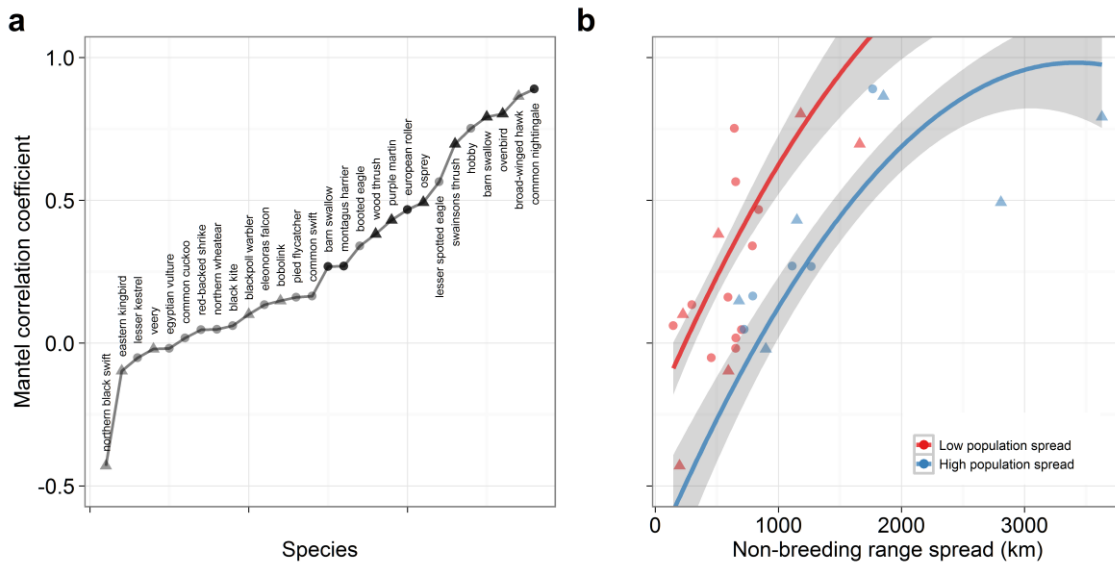 a
Mantel correlation coefficient
1.0
0.5
0.0
-0.5
northern black swift
eastern kingbird
lesser kestrel
veery
egyptian vulture
common cuckoo
red-backed shrike
northern wheatear
black kite
blackpoll warbler
eleonoras falcon
bobolink
pied flycatcher
common swift
barn swallow
montagus harrier
booted eagle
wood thrush
purple martin
european roller
osprey
lesser spotted eagle
swainsons thrush
hobby
barn swallow
ovenbird
broad-winged hawk
common nightingale
Species
b
Low population spread
High population spread
0 1000 2000 3000
Non-breeding range spread (km)